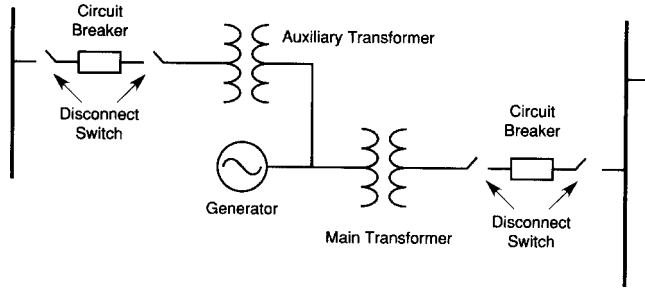 Circuit
Breaker
Auxiliary Transformer
Disconnect
Switch
Circuit
Breaker
Generator
Main Transformer
Disconnect
Switch